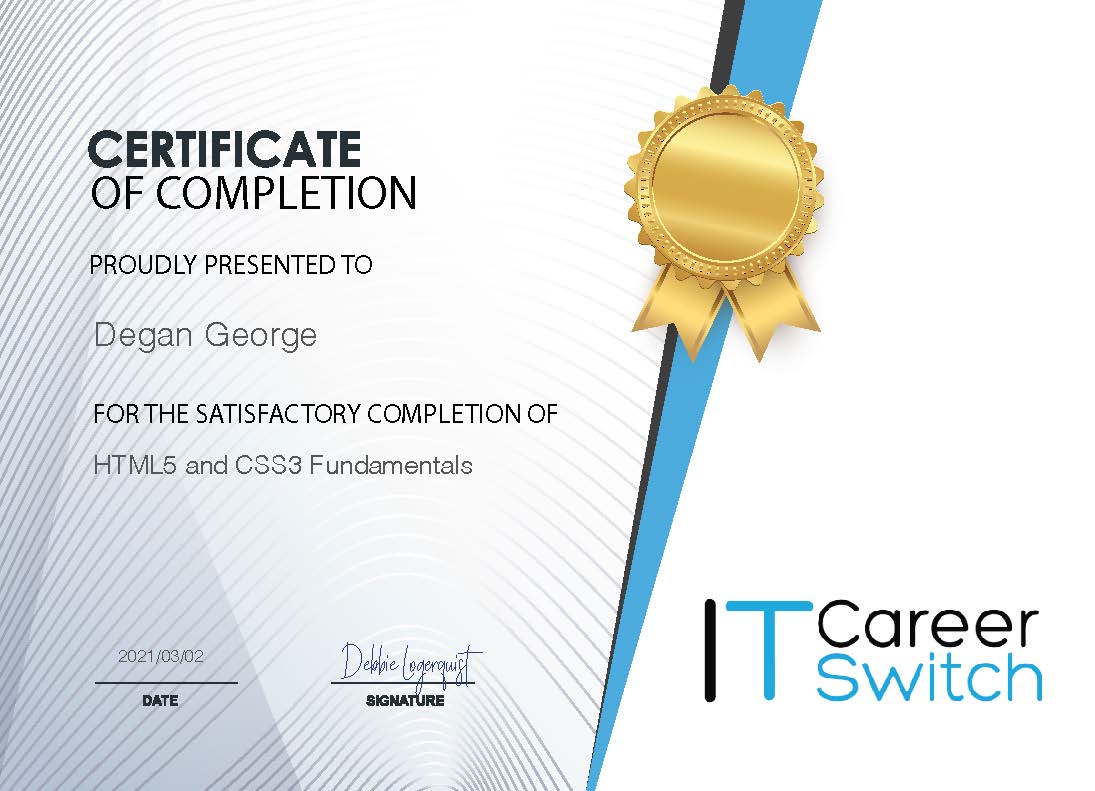 CERTIFICATE
OF COMPLETION
PROUDLY PRESENTED TO
Degan George
FOR THE SATISFACTORY COMPLETION OF
HTML5 and CSS3 Fundamentals
2021/03/02
DATE
Debbie Logerquist
SIGNATURE
IT Career
Switch